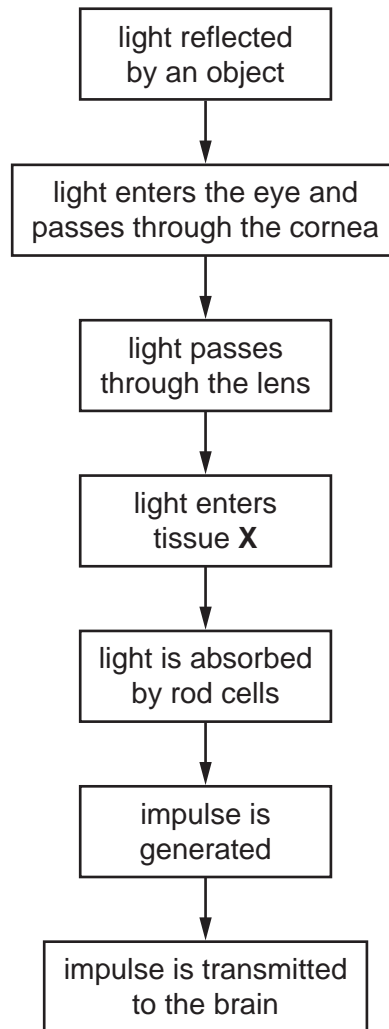 light reflected
by an object
light enters the eye and
passes through the cornea
light passes
through the lens
light enters
tissue X
light is absorbed
by rod cells
impulse is
generated
impulse is transmitted
to the brain